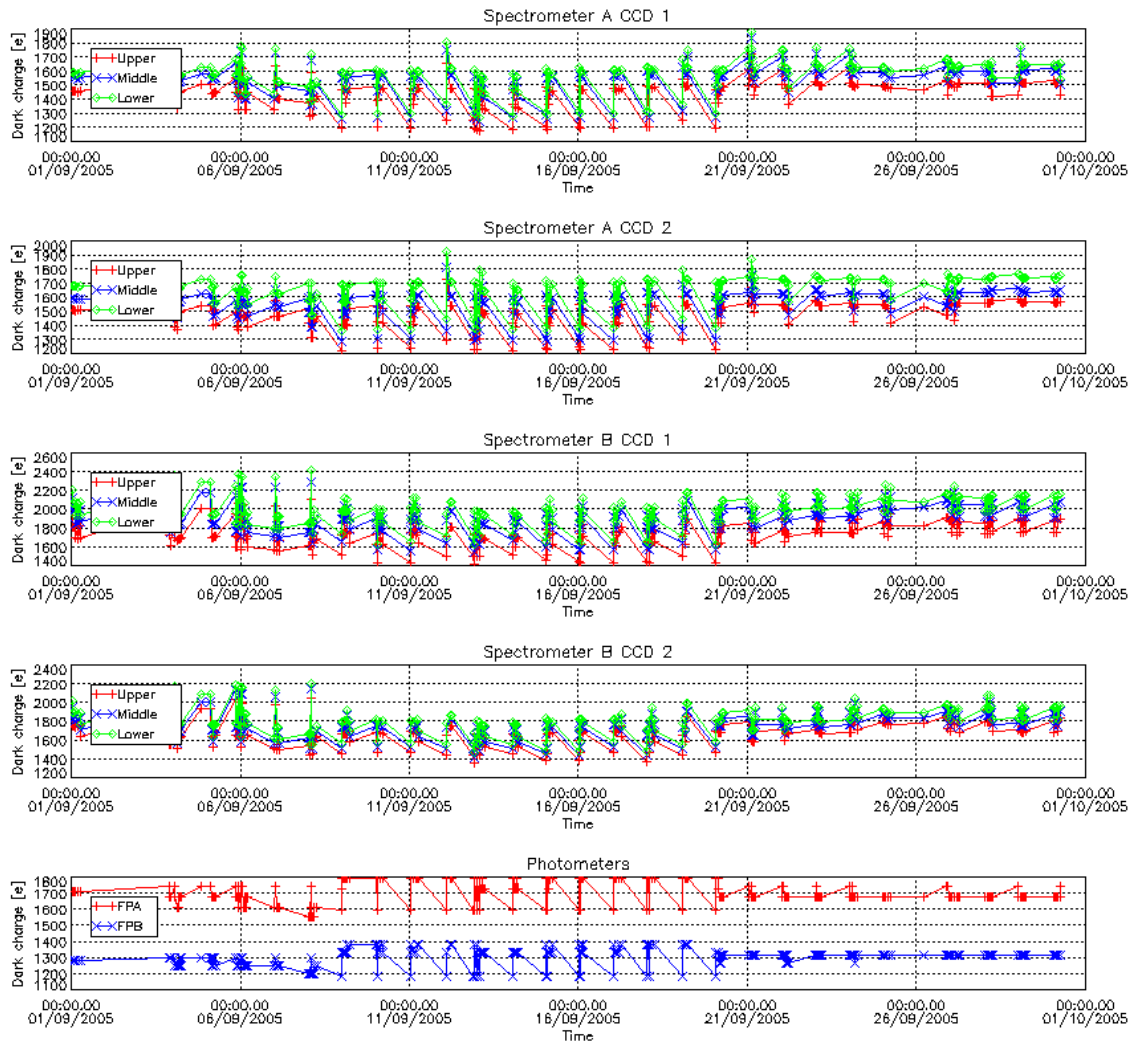 Spectrometer A CCD 1
Dark charge [e]
1900
1800
1700
1600
1500
1400
1300
1200
1100
Upper
Middle
Lower
00:00.00 00:00.00 00:00.00 00:00.00 00:00.00 00:00.00 00:00.00
01/09/2005 06/09/2005 11/09/2005 16/09/2005 21/09/2005 26/09/2005 01/10/2005
Time
Spectrometer A CCD 2
Dark charge [e]
2000
1900
1800
1700
1600
1500
1400
1300
1200
Upper
Middle
Lower
00:00.00 00:00.00 00:00.00 00:00.00 00:00.00 00:00.00 00:00.00
01/09/2005 06/09/2005 11/09/2005 16/09/2005 21/09/2005 26/09/2005 01/10/2005
Time
Spectrometer B CCD 1
Dark charge [e]
2600
2400
2200
2000
1800
1600
1400
Upper
Middle
Lower
00:00.00 00:00.00 00:00.00 00:00.00 00:00.00 00:00.00 00:00.00
01/09/2005 06/09/2005 11/09/2005 16/09/2005 21/09/2005 26/09/2005 01/10/2005
Time
Spectrometer B CCD 2
Dark charge [e]
2400
2200
2000
1800
1600
1400
1200
Upper
Middle
Lower
00:00.00 00:00.00 00:00.00 00:00.00 00:00.00 00:00.00 00:00.00
01/09/2005 06/09/2005 11/09/2005 16/09/2005 21/09/2005 26/09/2005 01/10/2005
Time
Photometers
Dark charge [e]
1800
1700
1600
1500
1400
1300
1200
1100
FPA
FPB
00:00.00 00:00.00 00:00.00 00:00.00 00:00.00 00:00.00 00:00.00
01/09/2005 06/09/2005 11/09/2005 16/09/2005 21/09/2005 26/09/2005 01/10/2005
Time